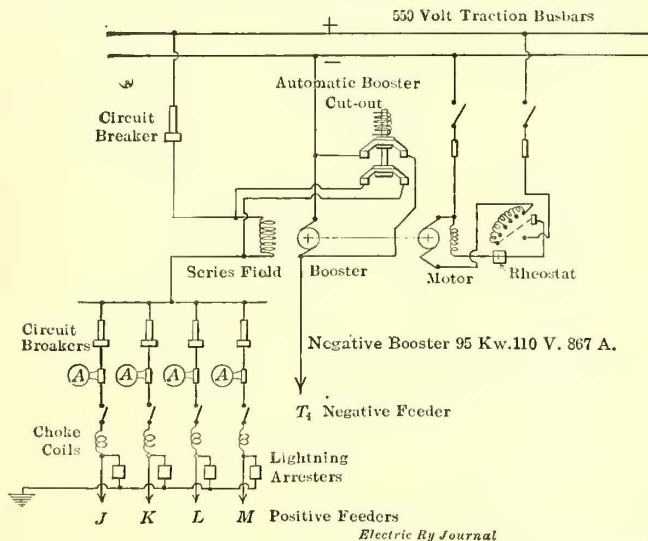 550 Volt Traction Busbars
+
−
Automatic Booster
Cut-out
Circuit
Breaker
+
+
Series Field
Booster
Motor
Rheostat
Circuit
Broakers
Negative Booster 95 Kw.110 V. 867 A.
A A A A
T4 Negative Feeder
Choke
Coils
Lightning
Arresters
J K L M Positive Feeders
Electric Ry Journal